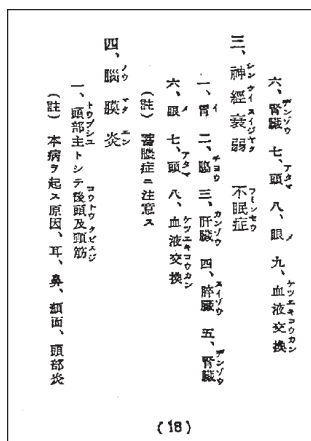 六、腎臓 七、頭 八、眼 九、血液交換
三、神經衰弱 不眠症
一、胃 二、腸 三、肝臓 四、膵臓 五、腎臓
六、眼 七、頭 八、血液交換
(註) 蓄膿症ニ注意ス
四、腦膜炎
一、頭部主トシテ後頭及頸筋
(註) 本病ヲ起ス原因、耳、鼻、顔面、頭部炎
(18)